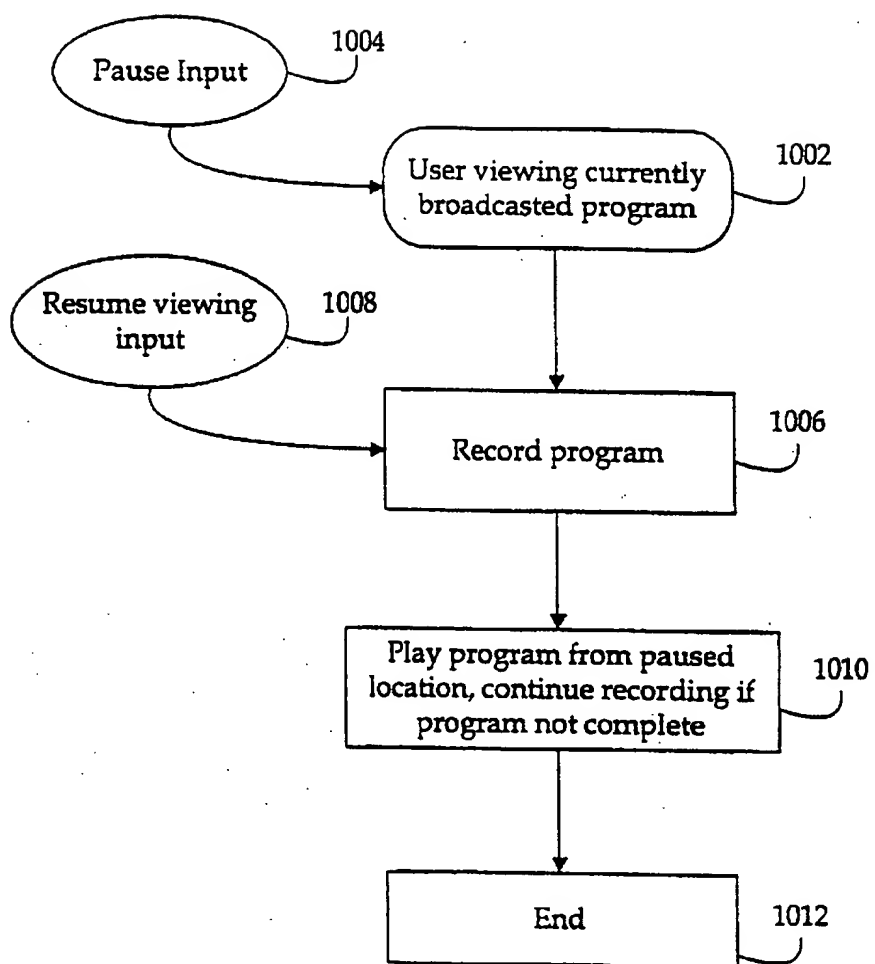 1004
Pause Input
User viewing currently
broadcasted program
1002
Resume viewing
input
1008
Record program
1006
Play program from paused
location, continue recording if
program not complete
1010
End
1012